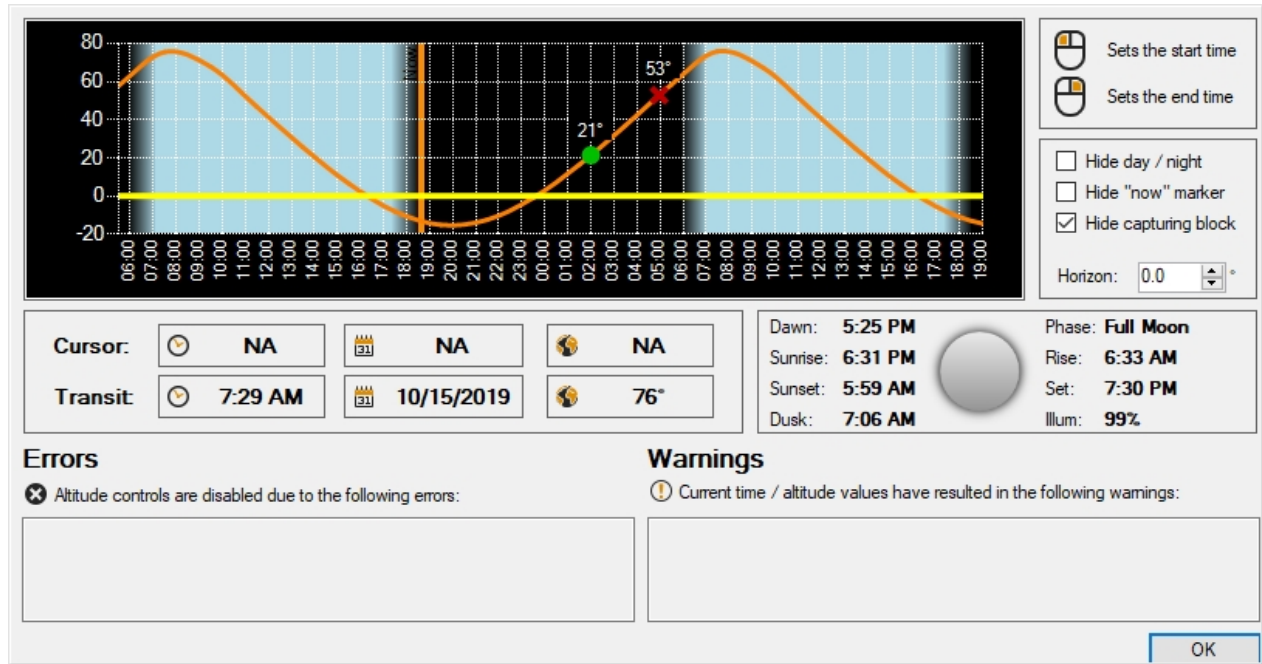 80
60
40
20
0
-20
Now
21°
53°
06:00
07:00
08:00
09:00
10:00
11:00
12:00
13:00
14:00
15:00
16:00
17:00
18:00
19:00
20:00
21:00
22:00
23:00
00:00
01:00
02:00
03:00
04:00
05:00
06:00
07:00
08:00
09:00
10:00
11:00
12:00
13:00
14:00
15:00
16:00
17:00
18:00
19:00
Sets the start time
Sets the end time
Hide day / night
Hide "now" marker
Hide capturing block
Horizon: 0.0 °
Cursor: 31 NA NA NA
Transit: 7:29 AM 31 10/15/2019 76°
Dawn: 5:25 PM
Sunrise: 6:31 PM
Sunset: 5:59 AM
Dusk: 7:06 AM
Phase: Full Moon
Rise: 6:33 AM
Set: 7:30 PM
Illum: 99%
Errors
Altitude controls are disabled due to the following errors:
Warnings
Current time / altitude values have resulted in the following warnings:
OK